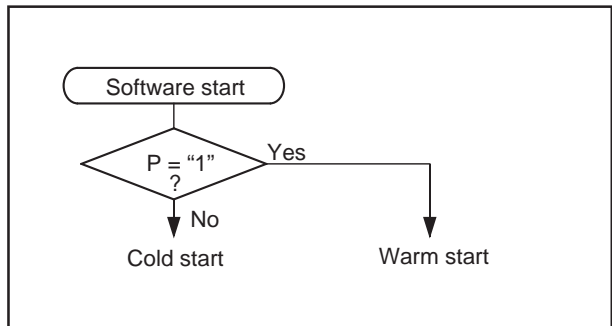 Software start
P = “1”
?
Yes
No
Cold start
Warm start